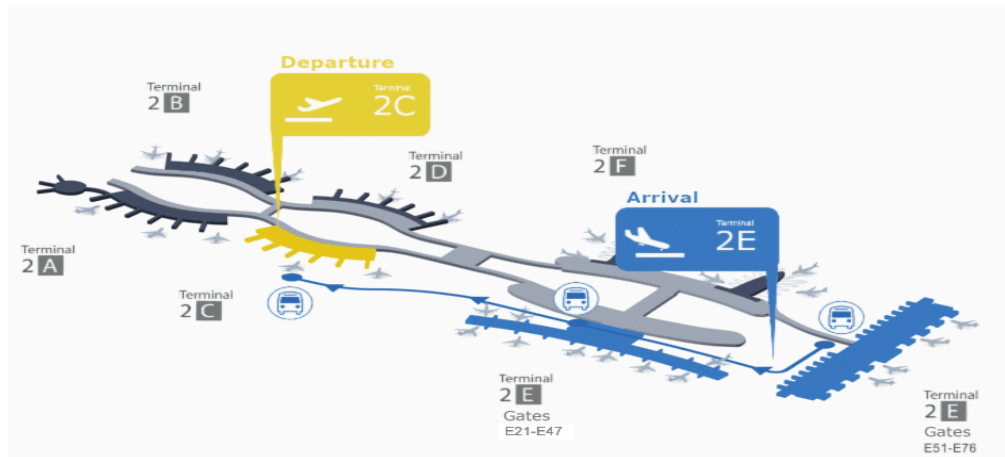 Departure
Terminal
2C
Terminal
2 B
Terminal
2 D
Terminal
2 F
Arrival
Terminal
2E
Terminal
2 A
Terminal
2 C
Terminal
2 E
Gates
E21-E47
Terminal
2 E
Gates
E51-E76